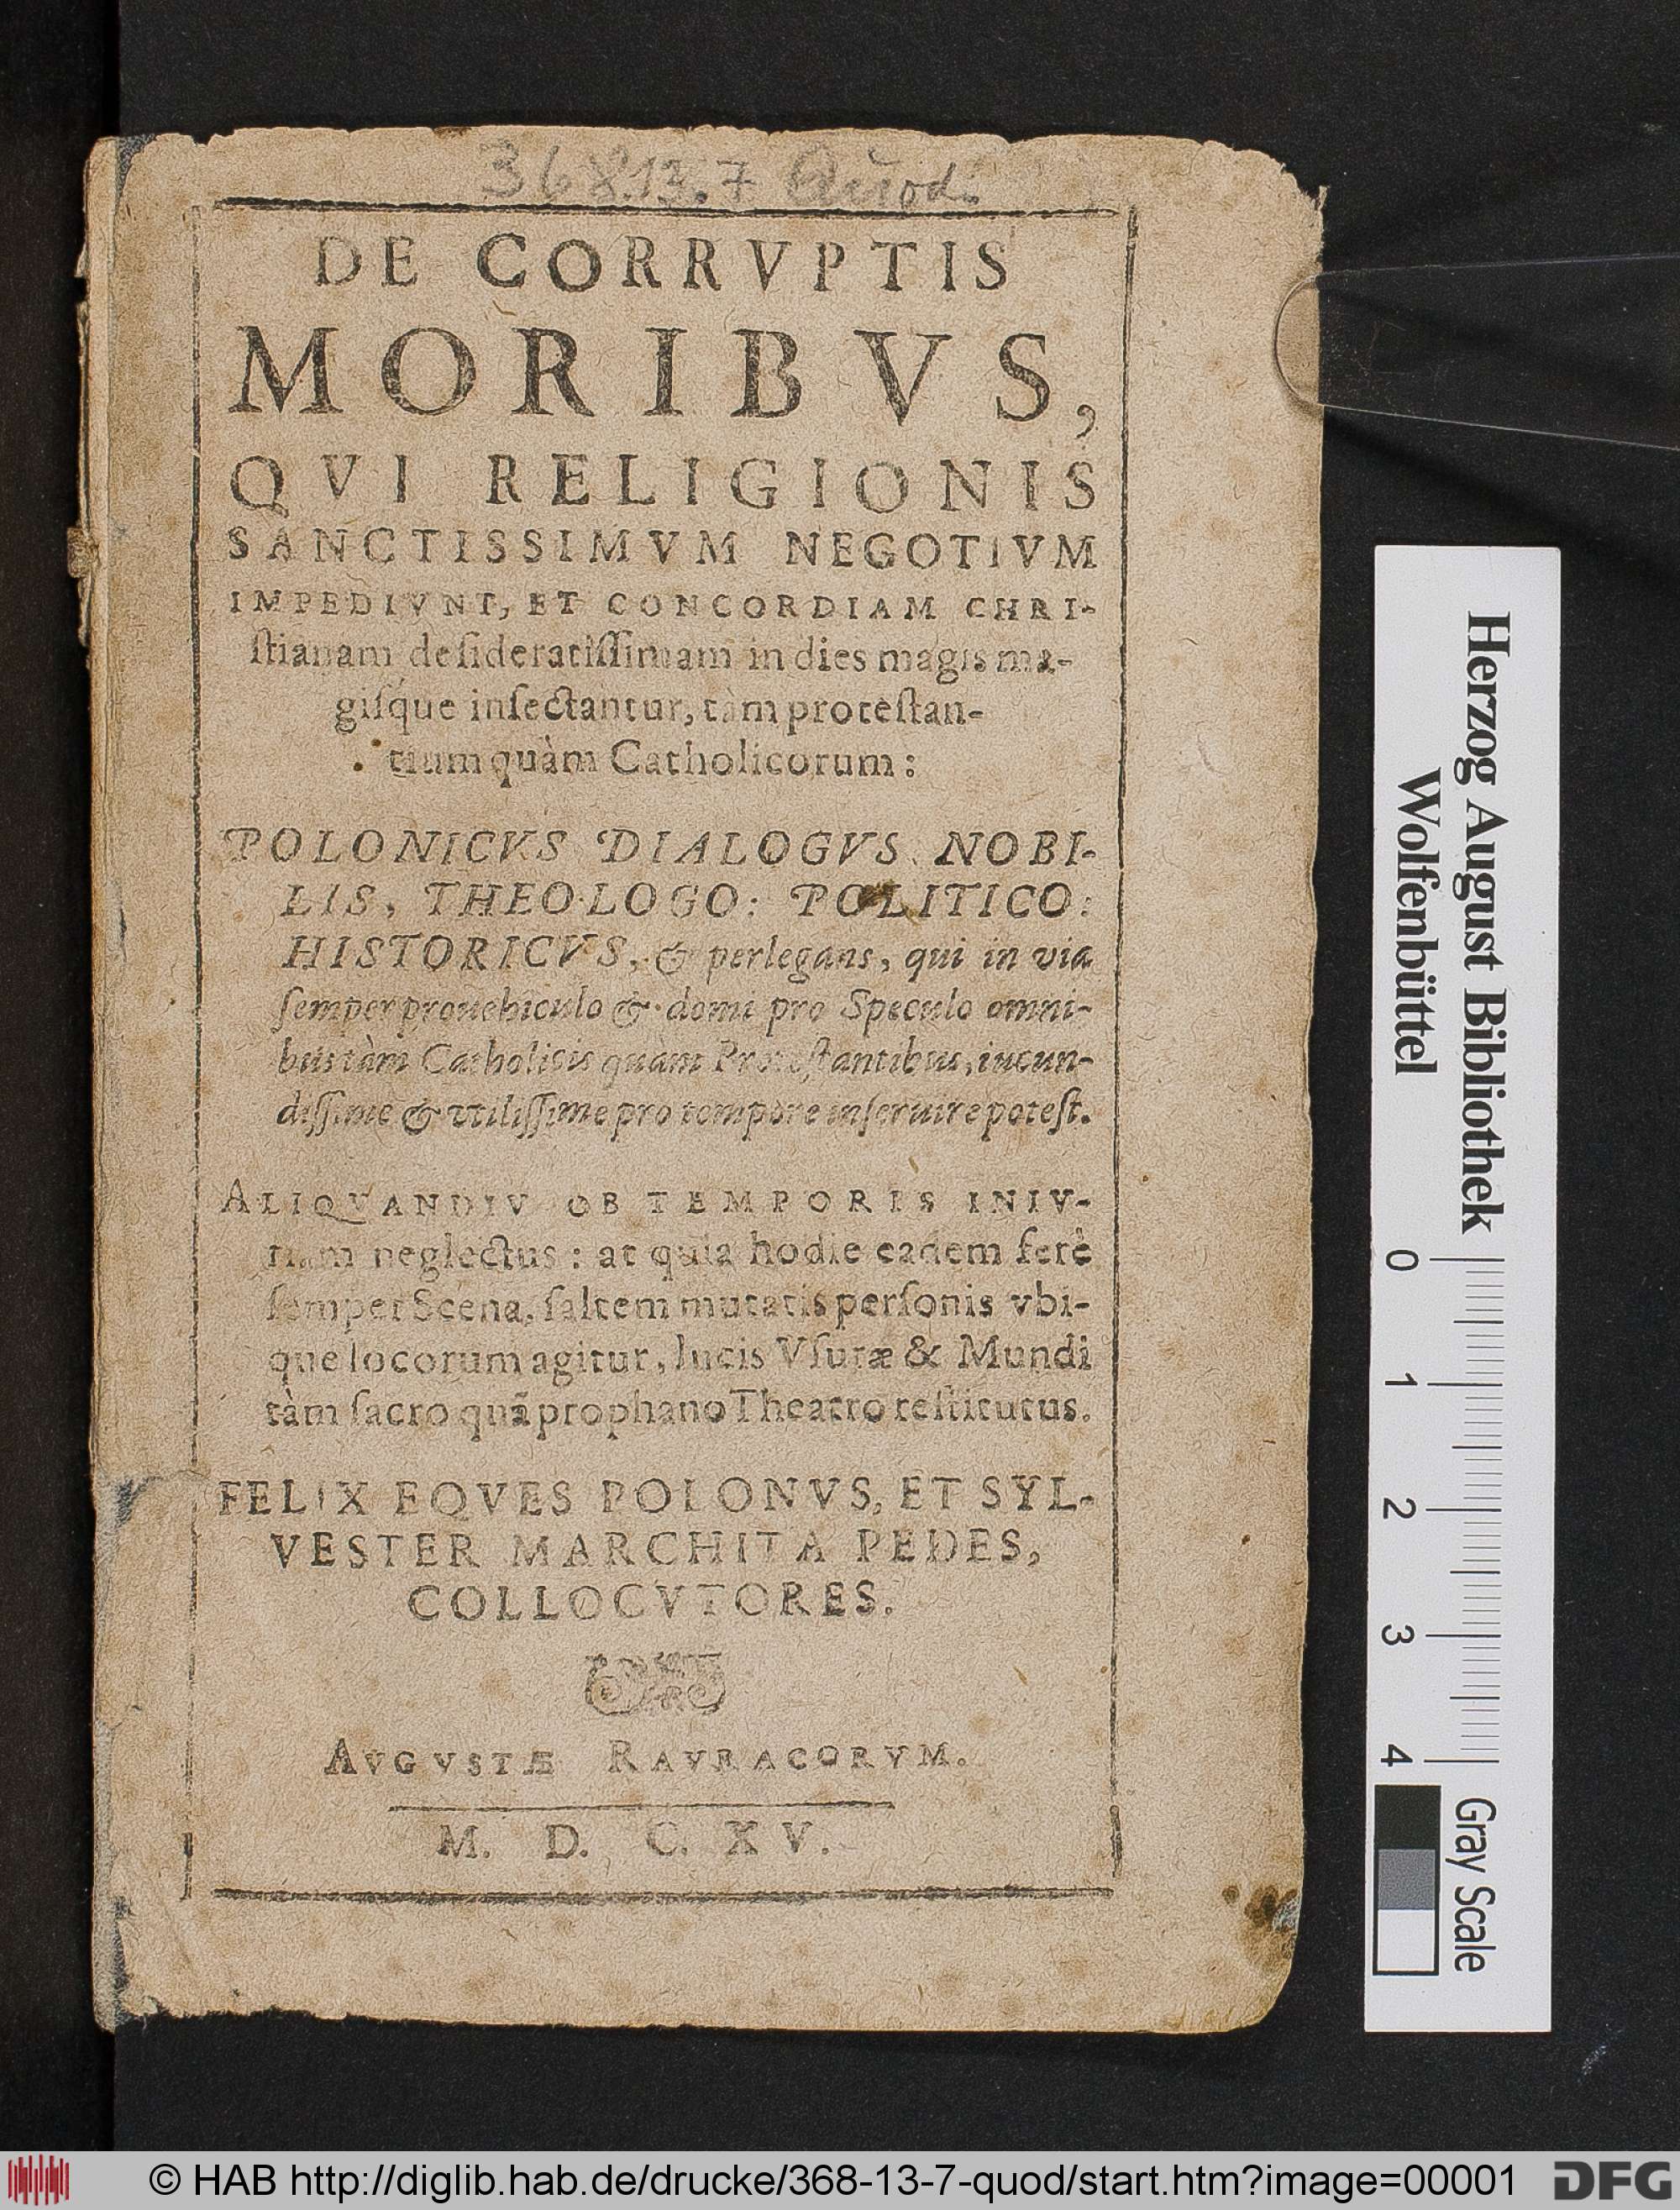 368.13.7 Quod.
DE CORRVPTIS
MORIBVS,
QVI RELIGIONIS
SANCTISSIMVM NEGOTIVM
IMPEDIVNT, ET CONCORDIAM CHRI-
ſtianam deſideratiſſimam in dies magis ma-
giſq́ue inſectantur, tàm proteſtan-
tium quàm Catholicorum:
POLONICVS DIALOGVS NOBI-
LIS, THEOLOGO: POLITICO:
HISTORICVS, & perlegans, qui in via
ſemper pro vehiculo & domi pro Speculo omni-
bus tàm Catholicis quàm Proteſtantibus, iucun-
diſſime & vtiliſſime pro tempore inſeruire poteſt.
ALIQVANDIV OB TEMPORIS INIV-
riam neglectus: at quia hodie eadem ferè
ſemper Scena, ſaltem mutatis perſonis vbi-
que locorum agitur, lucis Vſuræ & Mundi
tàm ſacro quã prophano Theatro reſtitutus.
FELIX EQVES POLONVS, ET SYL-
VESTER MARCHITA PEDES,
COLLOCVTORES.
AVGVSTÆ RAVRACORVM.
M. D. C. XV.
Herzog August Bibliothek
Wolfenbüttel
0 1 2 3 4
Gray Scale
© HAB http://diglib.hab.de/drucke/368-13-7-quod/start.htm?image=00001
DFG